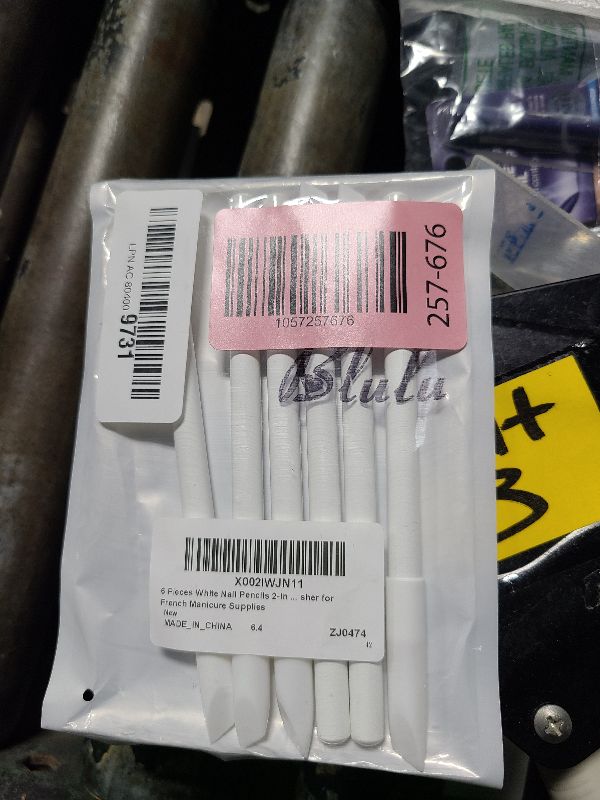 LPN AC 80400 9731
1057257676
257-676
Blulu
X002IWJN11
6 Pieces White Nail Pencils 2-In ... sher for
French Manicure Supplies
New
MADE_IN_CHINA 6.4 ZJ0474